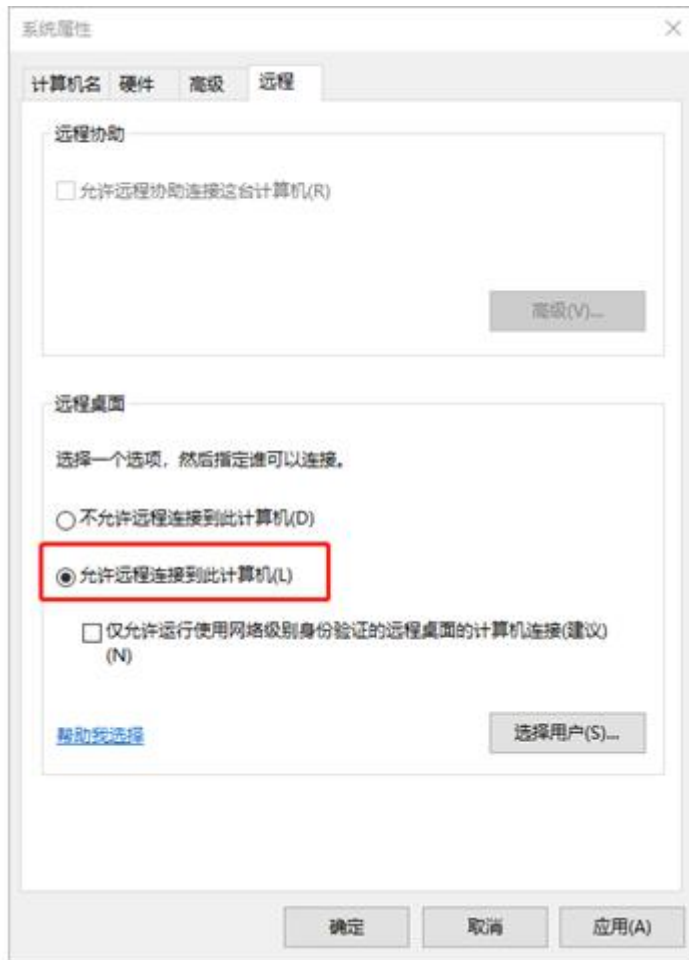 系统属性
计算机名 硬件 高级 远程
远程协助
允许远程协助连接这台计算机(R)
高级(V)...
远程桌面
选择一个选项，然后指定谁可以连接。
不允许远程连接到此计算机(D)
允许远程连接到此计算机(L)
仅允许运行使用网络级别身份验证的远程桌面的计算机连接(建议)
(N)
帮助我选择
选择用户(S)...
确定 取消 应用(A)